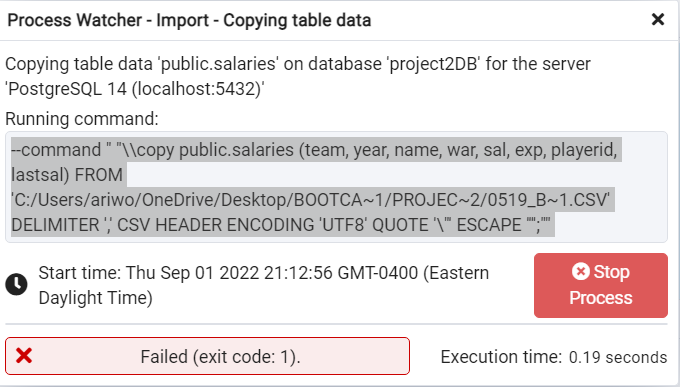 Process Watcher - Import - Copying table data
Copying table data 'public.salaries' on database 'project2DB' for the server
'PostgreSQL 14 (localhost:5432)'
Running command:
--command " "\\copy public.salaries (team, year, name, war, sal, exp, playerid,
lastsal) FROM
'C:/Users/ariwo/OneDrive/Desktop/BOOTCA~1/PROJEC~2/0519_B~1.CSV'
DELIMITER ',' CSV HEADER ENCODING 'UTF8' QUOTE '\"' ESCAPE '''';""
Start time: Thu Sep 01 2022 21:12:56 GMT-0400 (Eastern
Daylight Time)
Stop
Process
Failed (exit code: 1).
Execution time: 0.19 seconds